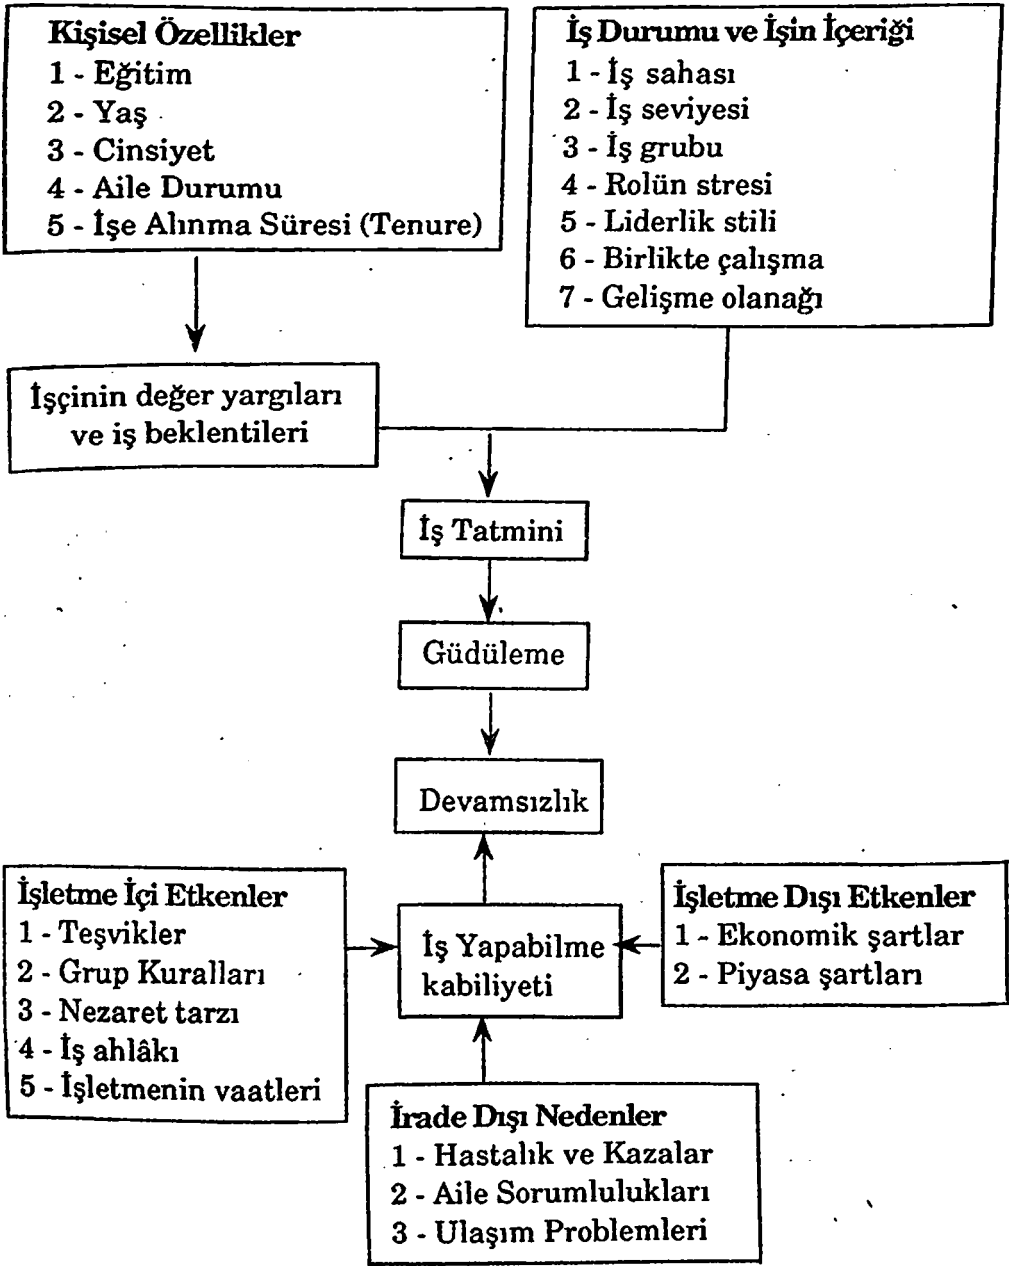 Kişisel Özellikler
1 - Eğitim
2 - Yaş
3 - Cinsiyet
4 - Aile Durumu
5 - İşe Alınma Süresi (Tenure)
İş Durumu ve İşin İçeriği
1 - İş sahası
2 - İş seviyesi
3 - İş grubu
4 - Rolün stresi
5 - Liderlik stili
6 - Birlikte çalışma
7 - Gelişme olanağı
İşçinin değer yargıları
ve iş beklentileri
İş Tatmini
Güdüleme
Devamsızlık
İşletme İçi Etkenler
1 - Teşvikler
2 - Grup Kuralları
3 - Nezaret tarzı
4 - İş ahlâkı
5 - İşletmenin vaatleri
İş Yapabilme
kabiliyeti
İşletme Dışı Etkenler
1 - Ekonomik şartlar
2 - Piyasa şartları
İrade Dışı Nedenler
1 - Hastalık ve Kazalar
2 - Aile Sorumlulukları
3 - Ulaşım Problemleri